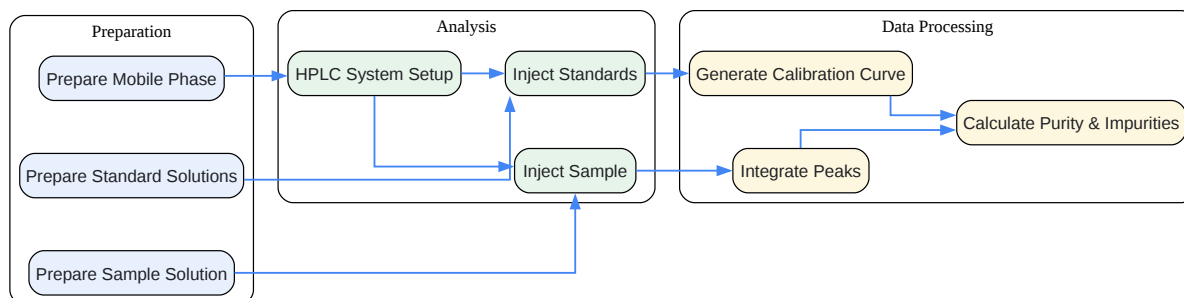 Preparation
Prepare Mobile Phase
Prepare Standard Solutions
Prepare Sample Solution
Analysis
HPLC System Setup
Inject Standards
Inject Sample
Data Processing
Generate Calibration Curve
Calculate Purity & Impurities
Integrate Peaks